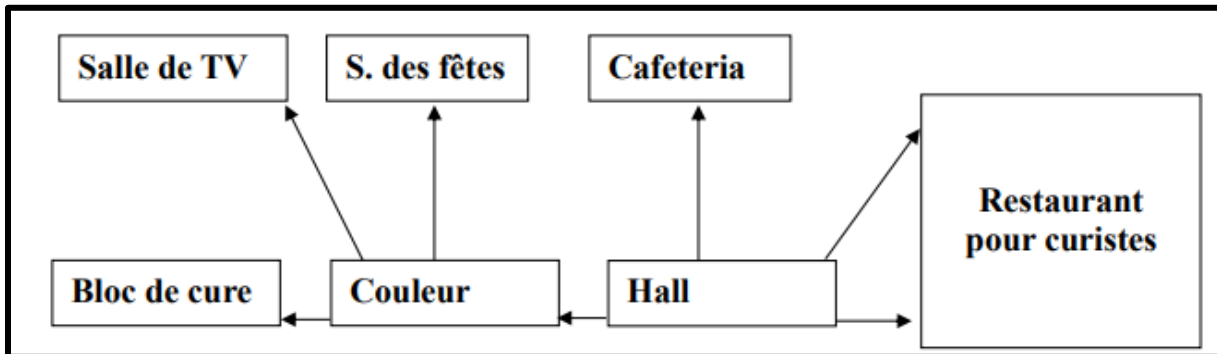 Salle de TV
S. des fêtes
Cafeteria
Restaurant
pour curistes
Bloc de cure
Couleur
Hall